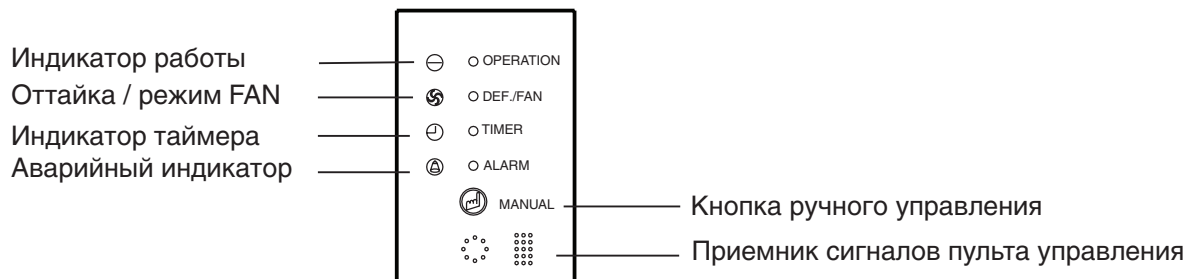 Индикатор работы
OPERATION
Оттайка / режим FAN
DEF./FAN
Индикатор таймера
TIMER
Аварийный индикатор
ALARM
MANUAL
Кнопка ручного управления
Приемник сигналов пульта управления